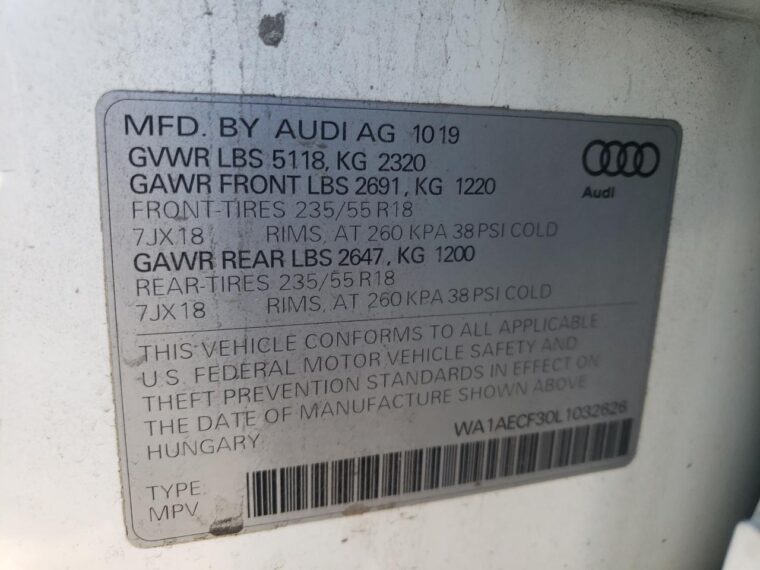 MFD. BY AUDI AG 1019
GVWR LBS 5118, KG 2320
GAWR FRONT LBS 2691, KG 1220
FRONT-TIRES 235/55 R18
7JX18 RIMS, AT 260 KPA 38 PSI COLD
GAWR REAR LBS 2647, KG 1200
REAR-TIRES 235/55 R18
7JX18 RIMS, AT 260 KPA 38 PSI COLD
Audi
THIS VEHICLE CONFORMS TO ALL APPLICABLE
U.S. FEDERAL MOTOR VEHICLE SAFETY AND
THEFT PREVENTION STANDARDS IN EFFECT ON
THE DATE OF MANUFACTURE SHOWN ABOVE
HUNGARY
WA1AECF30L1032626
TYPE:
MPV